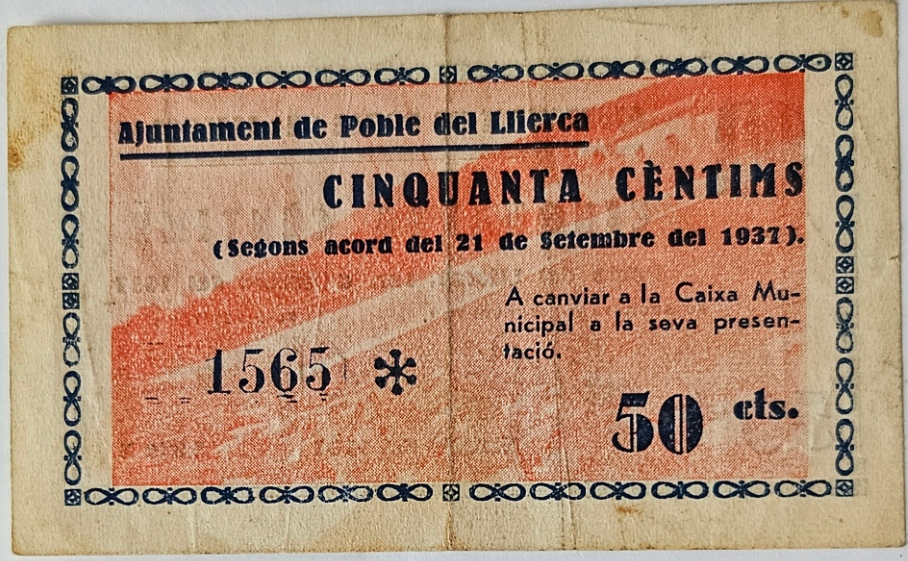 Ajuntament de Poble del Llierca
CINQUANTA CÈNTIMS
(Segons acord del 21 de Setembre del 1937).
A canviar a la Caixa Mu-
nicipal a la seva presen-
tació.
1565 *
50 cts.